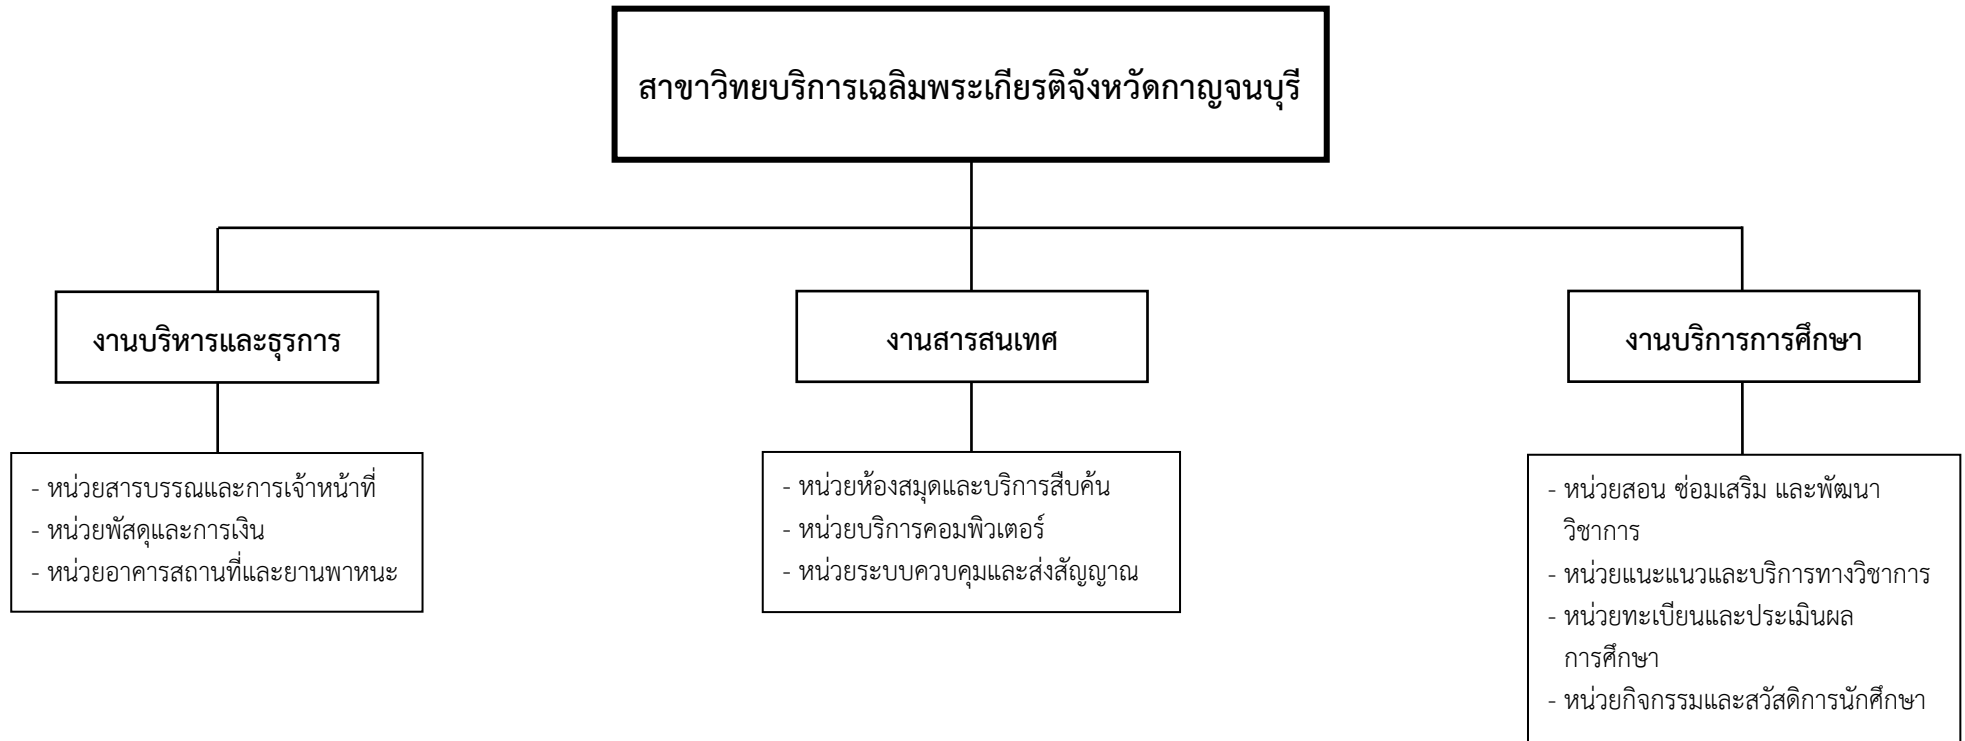 สาขาวิทยบริการเฉลิมพระเกียรติจังหวัดกาญจนบุรี
งานบริหารและธุรการ
งานสารสนเทศ
งานบริการการศึกษา
- หน่วยสารบรรณและการเจ้าหน้าที่
- หน่วยพัสดุและการเงิน
- หน่วยอาคารสถานที่และยานพาหนะ
- หน่วยห้องสมุดและบริการสืบค้น
- หน่วยบริการคอมพิวเตอร์
- หน่วยระบบควบคุมและส่งสัญญาณ
- หน่วยสอน ซ่อมเสริม และพัฒนา
วิชาการ
- หน่วยแนะแนวและบริการทางวิชาการ
- หน่วยทะเบียนและประเมินผล
การศึกษา
- หน่วยกิจกรรมและสวัสดิการนักศึกษา